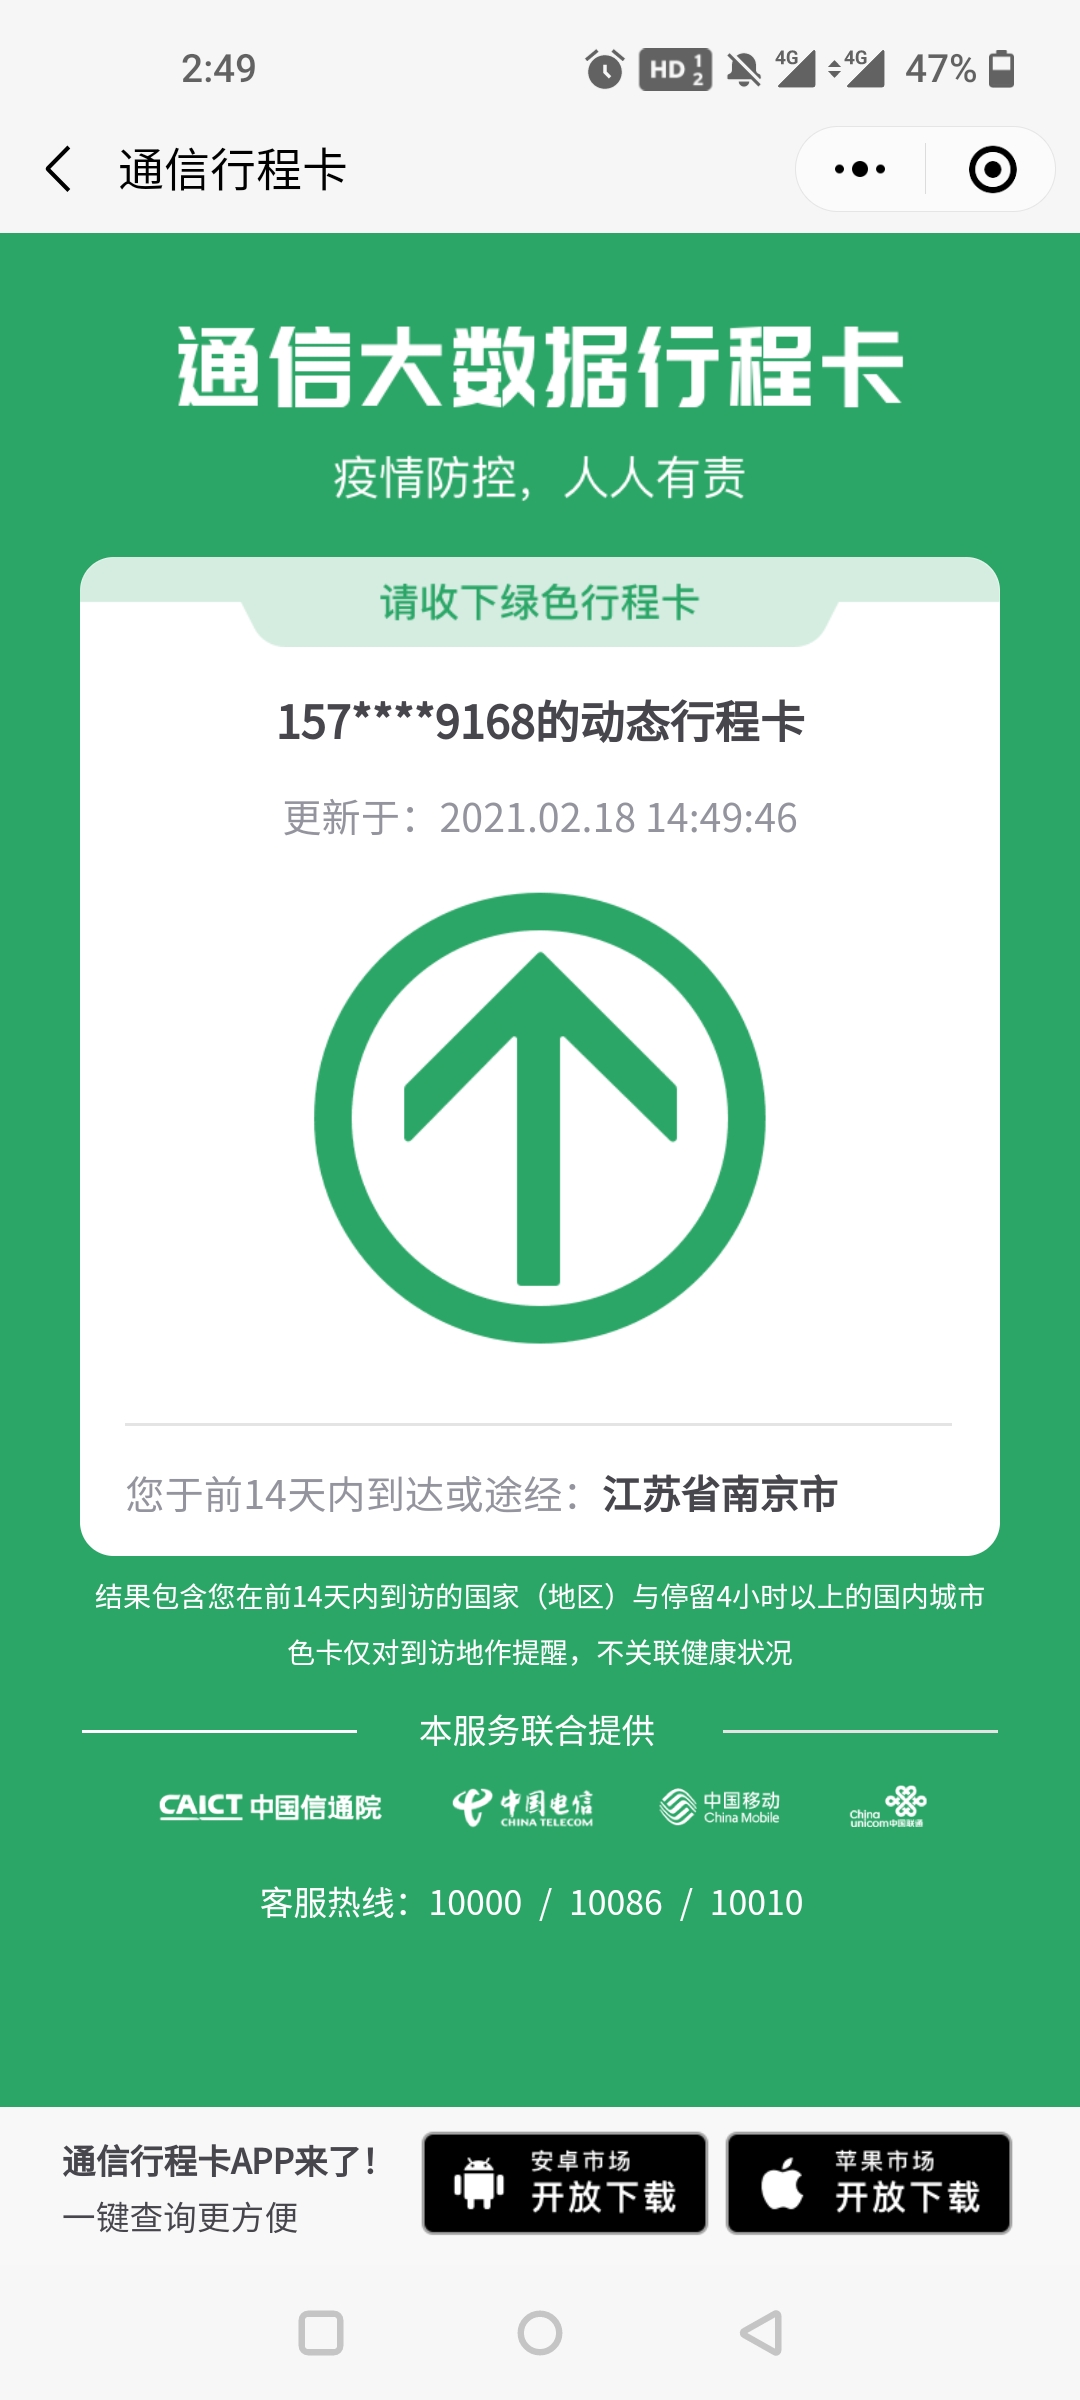 2:49
HD 1 2
4G
4G
47%
通信行程卡
通信大数据行程卡
疫情防控，人人有责
请收下绿色行程卡
157****9168的动态行程卡
更新于：2021.02.18 14:49:46
您于前14天内到达或途经：江苏省南京市
结果包含您在前14天内到访的国家（地区）与停留4小时以上的国内城市
色卡仅对到访地作提醒，不关联健康状况
本服务联合提供
CAICT 中国信通院
中国电信
CHINA TELECOM
中国移动
China Mobile
China
unicom中国联通
客服热线：10000 / 10086 / 10010
通信行程卡APP来了！
一键查询更方便
安卓市场
开放下载
苹果市场
开放下载